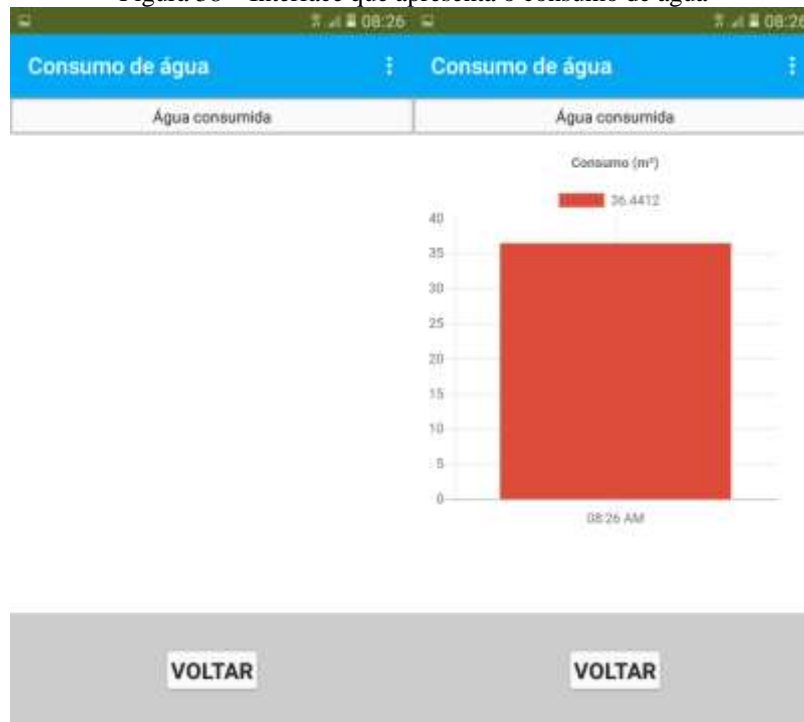 Figura 38 – Interface que apresenta o consumo de água
08:26
Consumo de água
Água consumida
VOLTAR
08:26
Consumo de água
Água consumida
Consumo (m³)
36.4412
40
35
30
25
20
15
10
5
0
08:26 AM
VOLTAR